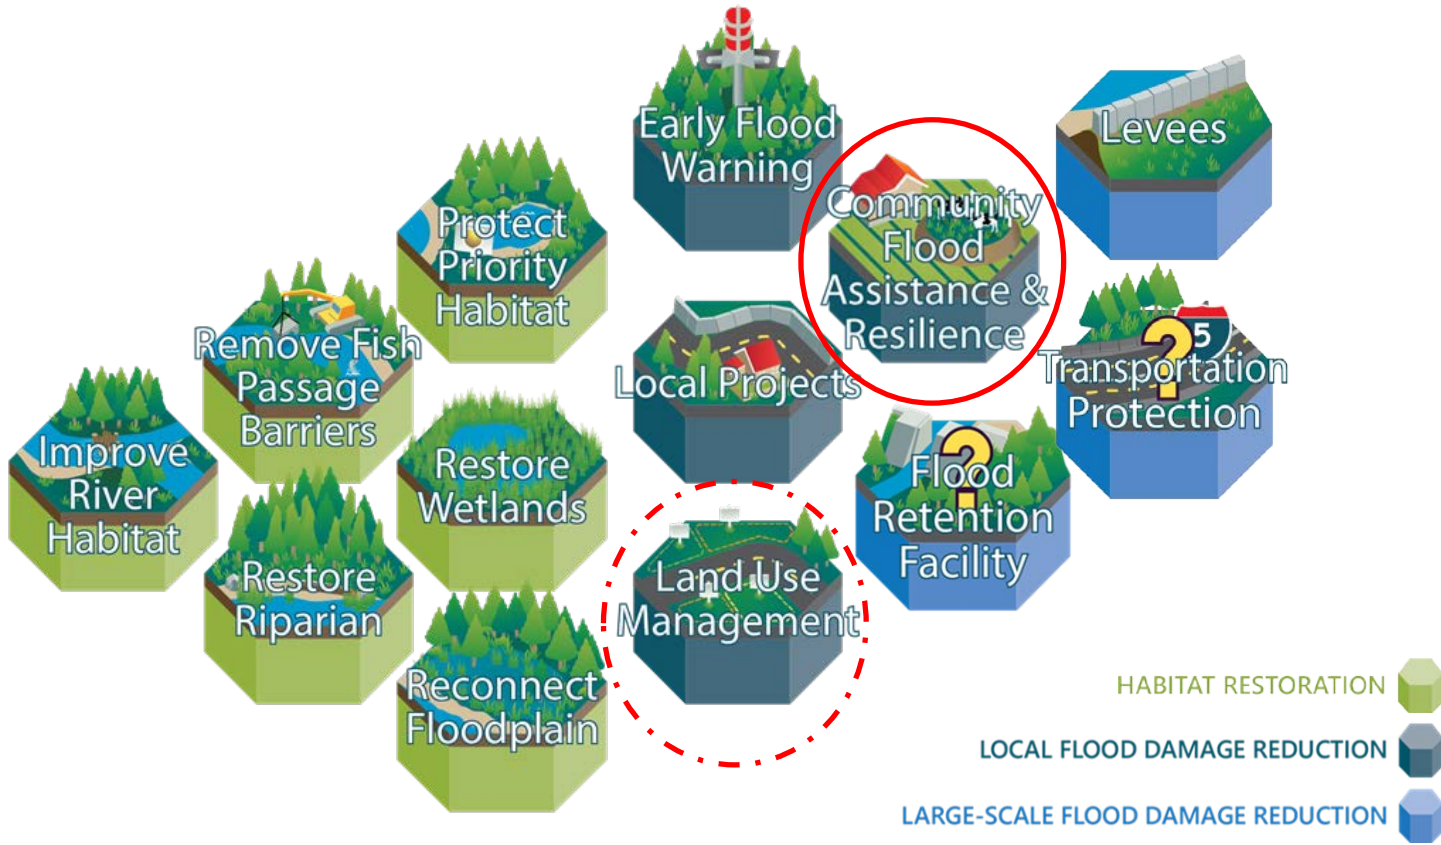 Early Flood
Warning
Levees
Community
Flood
Assistance &
Resilience
Protect
Priority
Habitat
Remove Fish
Passage
Barriers
Local Projects
?
5
Transportation
Protection
Improve
River
Habitat
Restore
Wetlands
?
Flood
Retention
Facility
Restore
Riparian
Land Use
Management
Reconnect
Floodplain
HABITAT RESTORATION
LOCAL FLOOD DAMAGE REDUCTION
LARGE-SCALE FLOOD DAMAGE REDUCTION